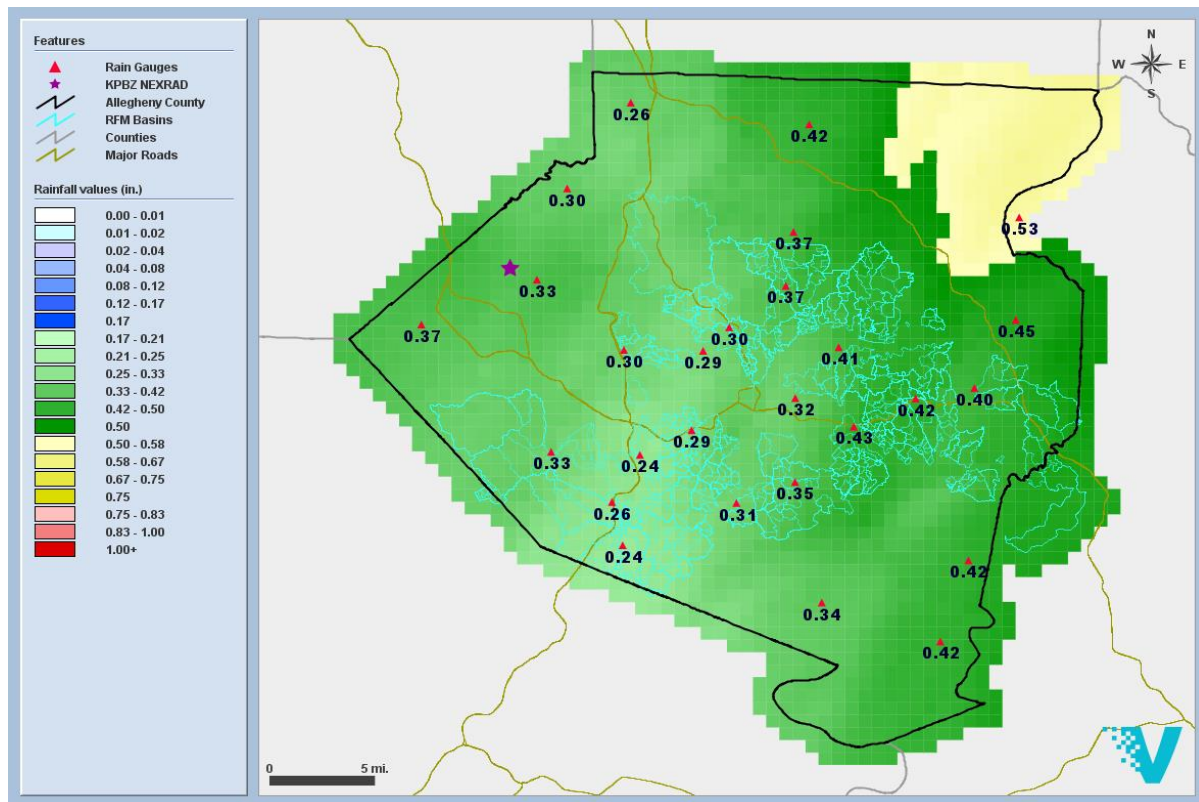 Features
Rain Gauges
KPBZ NEXRAD
Allegheny County
RFM Basins
Counties
Major Roads
Rainfall values (in.)
0.00 - 0.01
0.01 - 0.02
0.02 - 0.04
0.04 - 0.08
0.08 - 0.12
0.12 - 0.17
0.17
0.17 - 0.21
0.21 - 0.25
0.25 - 0.33
0.33 - 0.42
0.42 - 0.50
0.50
0.50 - 0.58
0.58 - 0.67
0.67 - 0.75
0.75
0.75 - 0.83
0.83 - 1.00
1.00+
N
W E
S
0.26
0.42
0.30
0.53
0.37
0.33
0.37
0.37
0.45
0.30
0.30
0.29
0.41
0.40
0.32
0.42
0.43
0.29
0.33
0.24
0.35
0.26
0.31
0.24
0.42
0.34
0.42
0 5 mi.